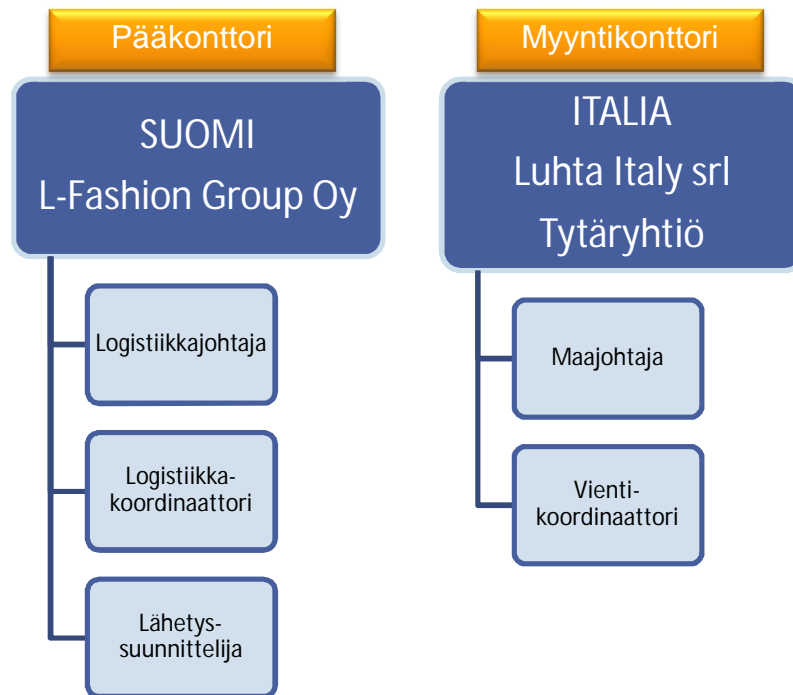 Pääkonttori
SUOMI
L-Fashion Group Oy
Logistiikkajohtaja
Logistiikka-
koordinaattori
Lähetys-
suunnittelija
Myyntikonttori
ITALIA
Luhta Italy srl
Tytäryhtiö
Maajohtaja
Vienti-
koordinaattori